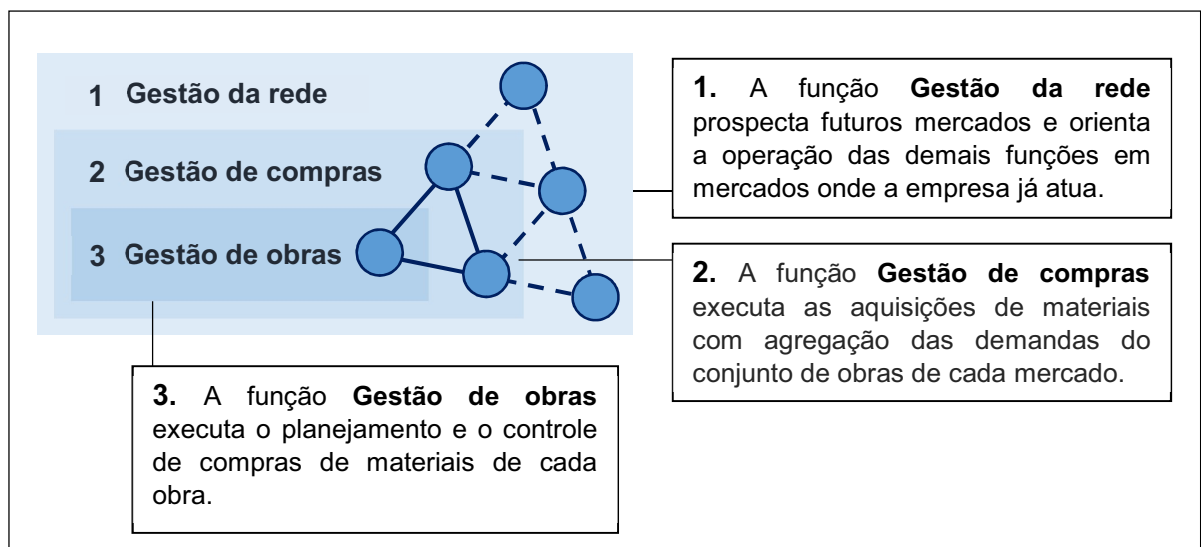 1 Gestão da rede
2 Gestão de compras
3 Gestão de obras
1. A função Gestão da rede
prospecta futuros mercados e orienta
a operação das demais funções em
mercados onde a empresa já atua.
2. A função Gestão de compras
executa as aquisições de materiais
com agregação das demandas do
conjunto de obras de cada mercado.
3. A função Gestão de obras
executa o planejamento e o controle
de compras de materiais de cada
obra.